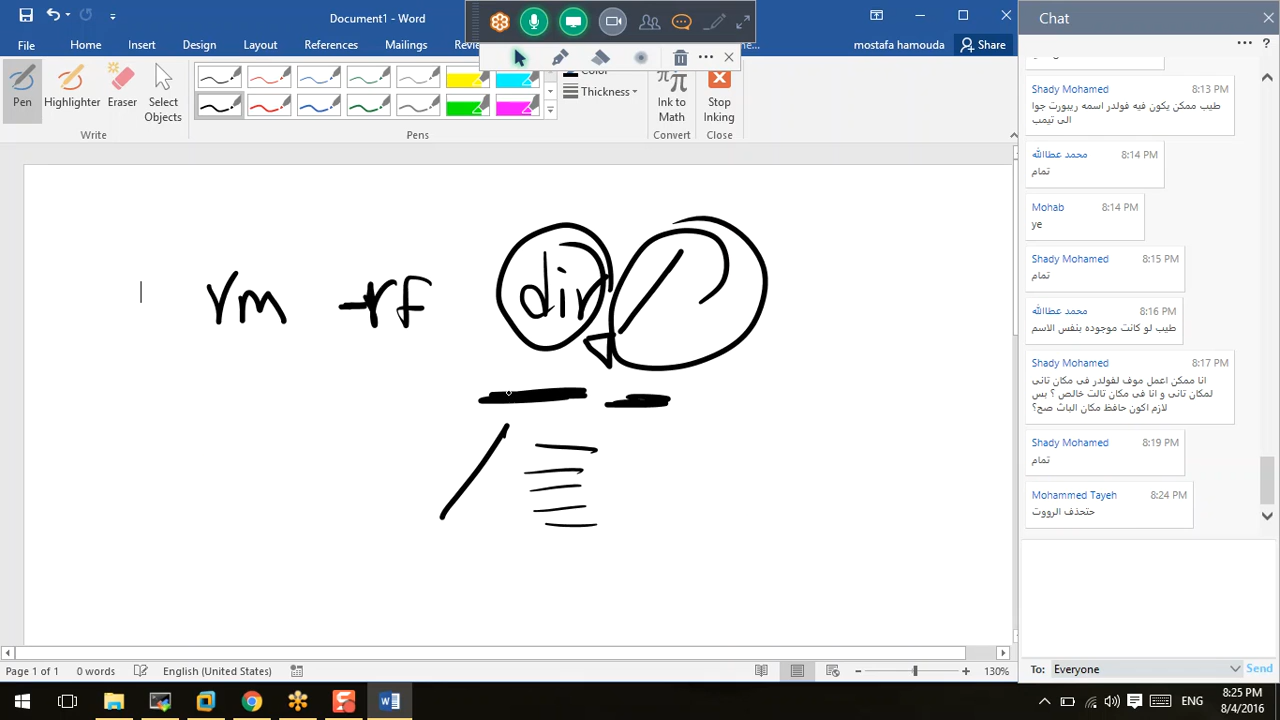 Document1 - Word
mostafa hamouda
Share
File
Home
Insert
Design
Layout
References
Mailings
me...
Pen
Highlighter
Eraser
Select Objects
Write
Pens
Color
Thickness
Ink to Math
Convert
Stop Inking
Close
rm -rf dir /
/
Page 1 of 1
0 words
English (United States)
130%
Chat
Shady Mohamed 8:13 PM
طيب ممكن يكون فيه فولدر اسمه ريبورت جوا
الى تيمب
محمد عطاالله 8:14 PM
تمام
Mohab 8:14 PM
ye
Shady Mohamed 8:15 PM
تمام
محمد عطاالله 8:16 PM
طيب لو كانت موجوده بنفس الاسم
Shady Mohamed 8:17 PM
انا ممكن اعمل موف لفولدر فى مكان تانى
لمكان تانى و انا فى مكان تالت خالص ؟ بس
لازم اكون حافظ مكان البات صح؟
Shady Mohamed 8:19 PM
تمام
Mohammed Tayeh 8:24 PM
حتحذف الرووت
To: Everyone
Send
ENG
8:25 PM
8/4/2016